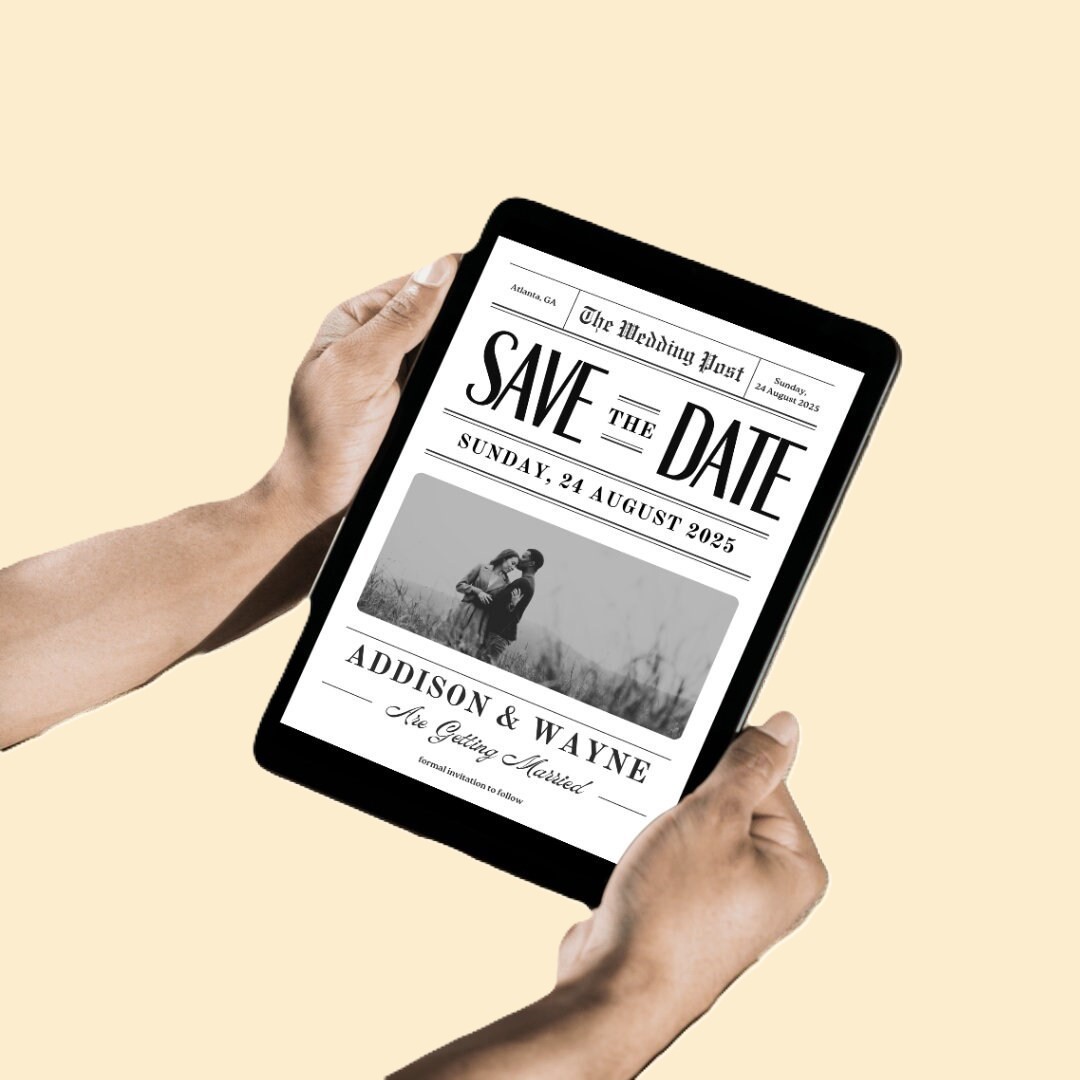 Atlanta, GA
The Wedding Post
Sunday,
24 August 2025
SAVE THE DATE
SUNDAY, 24 AUGUST 2025
ADDISON & WAYNE
Are Getting Married
formal invitation to follow